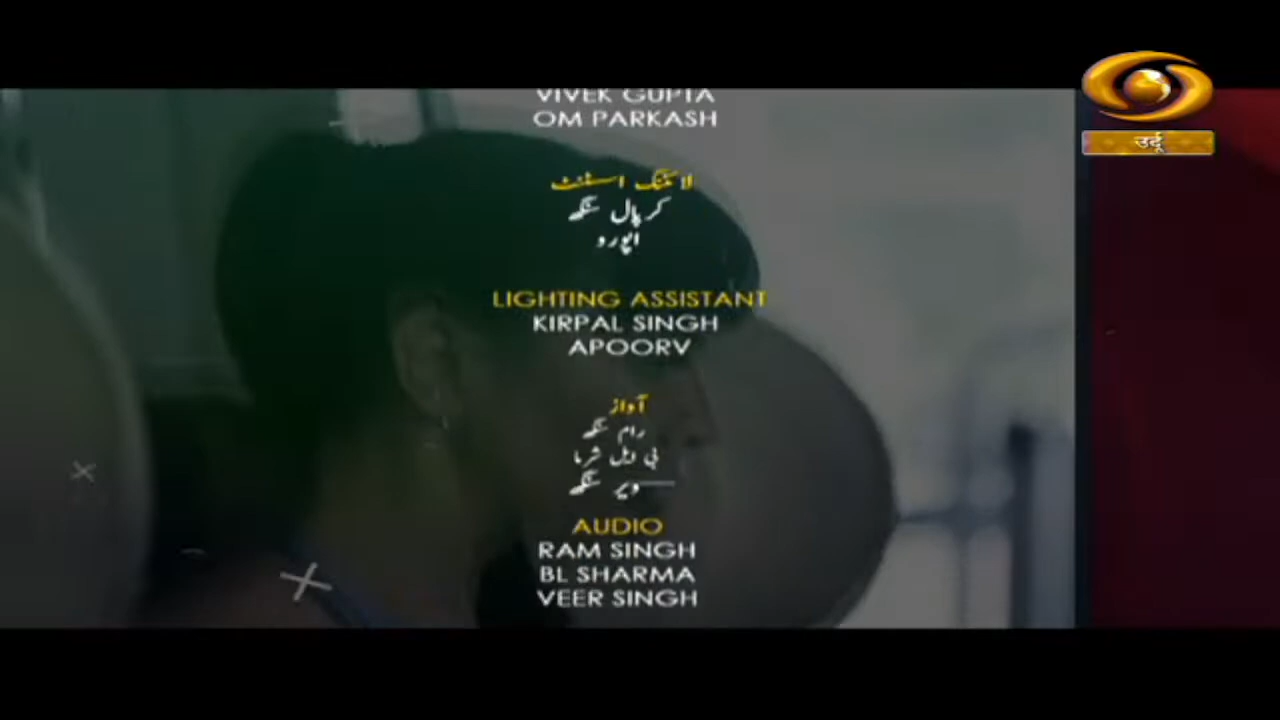 VIVEK GUPTA
OM PARKASH
उर्दू
لائٹنگ اسسٹنٹ
کرپال سنگھ
اپورو
LIGHTING ASSISTANT
KIRPAL SINGH
APOORV
آواز
رام سنگھ
بی ایل شرما
ویر سنگھ
AUDIO
RAM SINGH
BL SHARMA
VEER SINGH